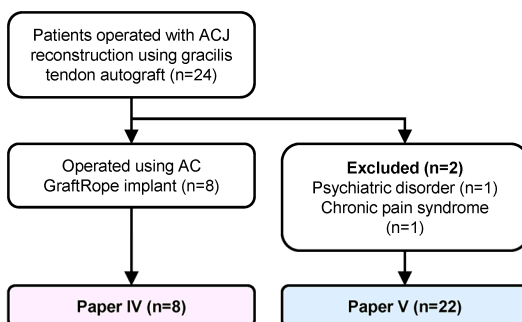 Patients operated with ACJ
reconstruction using gracilis
tendon autograft (n=24)
Operated using AC
GraftRope implant (n=8)
Excluded (n=2)
Psychiatric disorder (n=1)
Chronic pain syndrome
(n=1)
Paper IV (n=8)
Paper V (n=22)